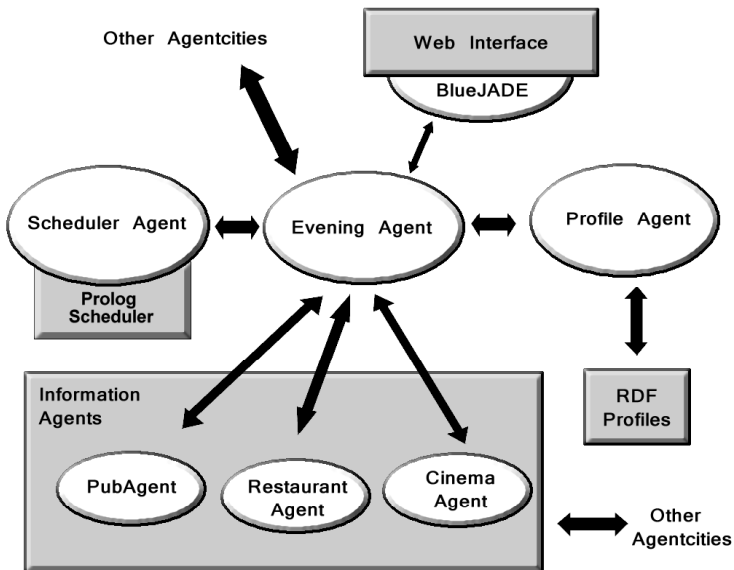 Other Agentcities
Web Interface
BlueJADE
Scheduler Agent
Evening Agent
Profile Agent
Prolog
Scheduler
Information
Agents
RDF
Profiles
PubAgent
Restaurant
Agent
Cinema
Agent
Other
Agentcities